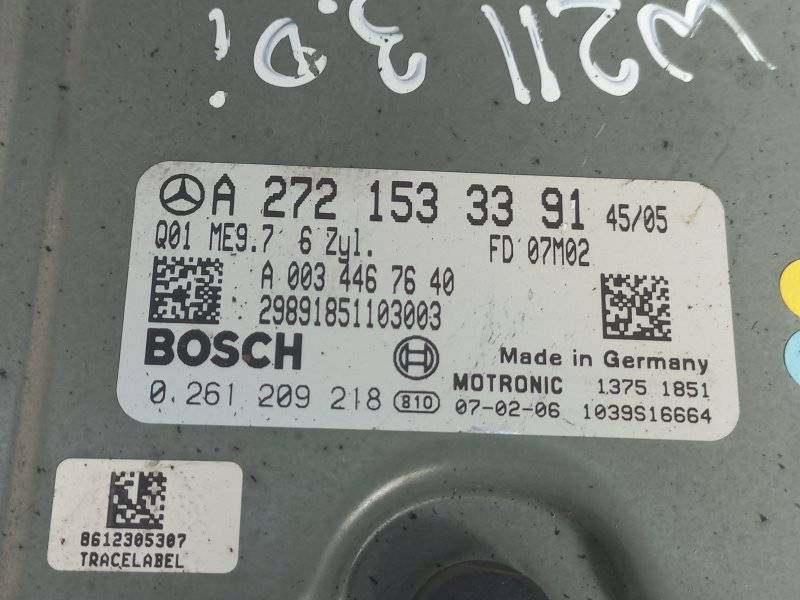 W211
3.0i
A 272 153 33 91 45/05
Q01 ME9.7 6 Zyl. FD 07M02
A 003 446 76 40
29891851103003
BOSCH
Made in Germany
MOTRONIC 1375 1851
0.261 209 218 810 07-02-06 1039S16664
8612305307
TRACELABEL